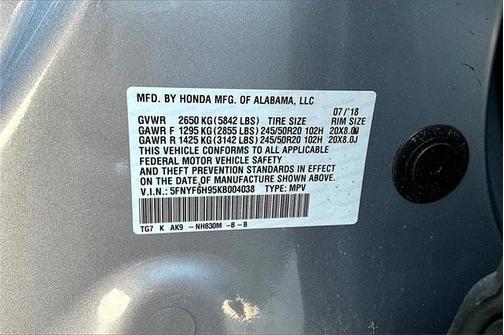 MFD. BY HONDA MFG. OF ALABAMA, LLC
07/'18
GVWR 2650 KG(5842 LBS) TIRE SIZE RIM SIZE
GAWR F 1295 KG(2855 LBS) 245/50R20 102H 20X8.0J
GAWR R 1425 KG(3142 LBS) 245/50R20 102H 20X8.0J
THIS VEHICLE CONFORMS TO ALL APPLICABLE
FEDERAL MOTOR VEHICLE SAFETY
AND THEFT PREVENTION STANDARDS IN EFFECT
ON THE DATE OF MANUFACTURE SHOWN ABOVE.
V.I.N.: 5FNYF6H95KB004038 TYPE: MPV
TG7 K AK9 -NH830M -B -B